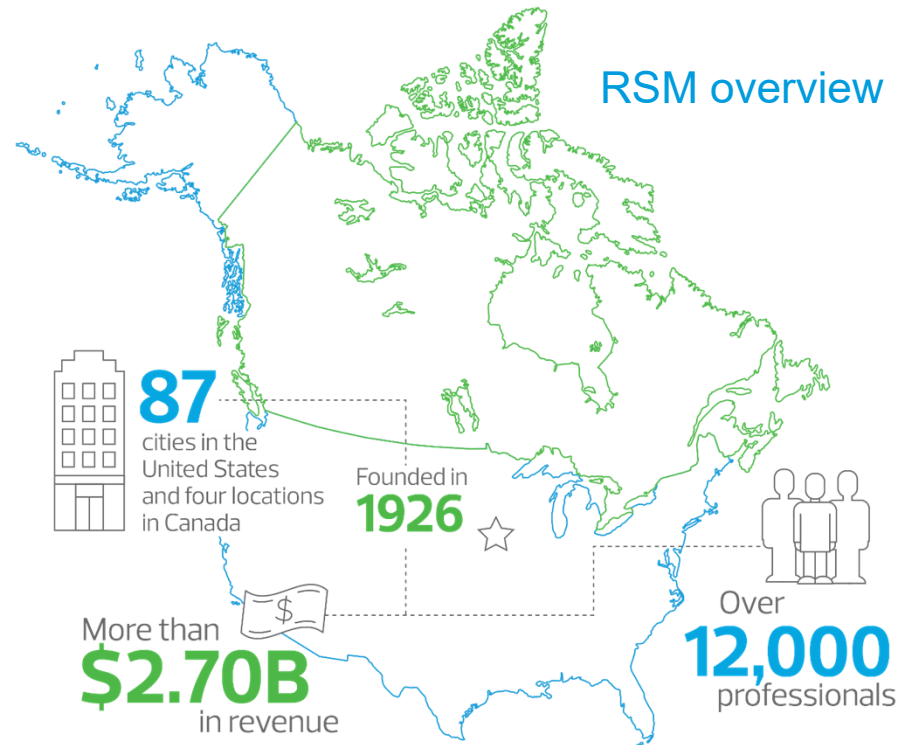 RSM overview
87
cities in the
United States
and four locations
in Canada
Founded in
1926
$
More than
$2.70B
in revenue
Over
12,000
professionals